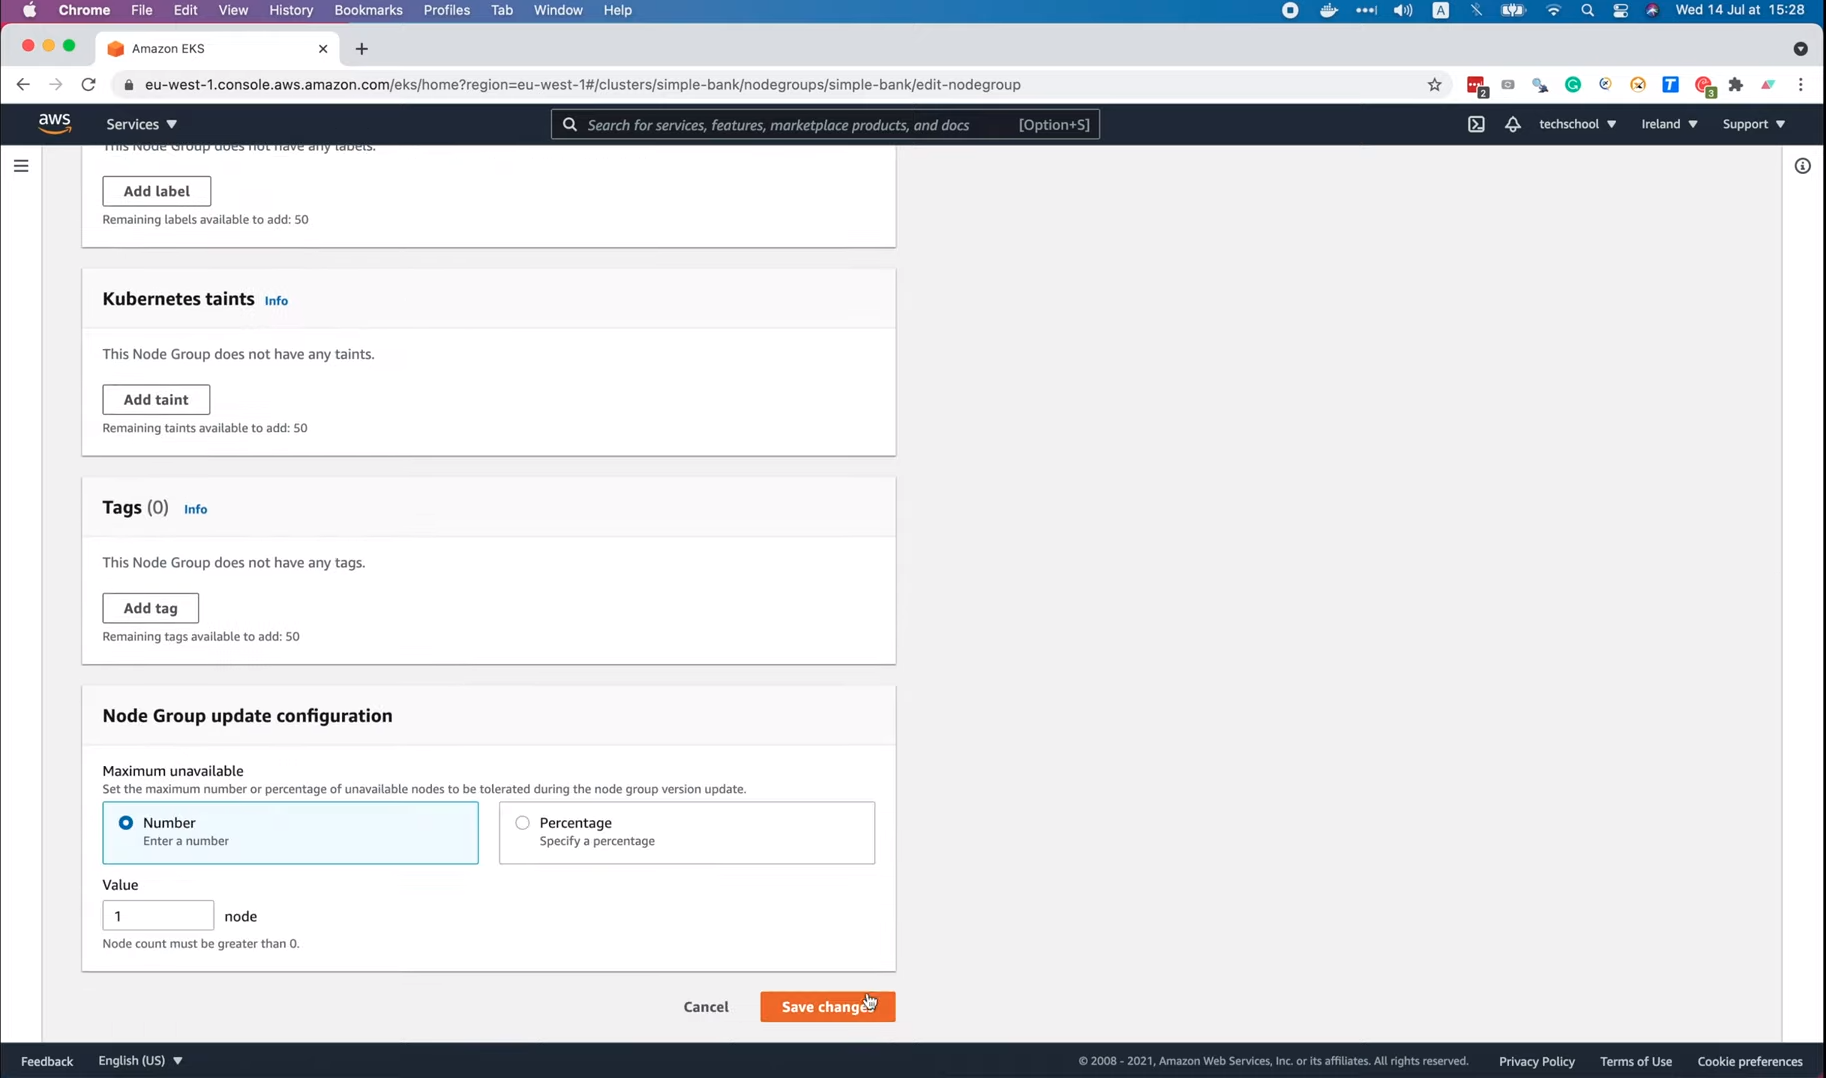 Chrome File Edit View History Bookmarks Profiles Tab Window Help
A
Wed 14 Jul at 15:28
Amazon EKS
eu-west-1.console.aws.amazon.com/eks/home?region=eu-west-1#/clusters/simple-bank/nodegroups/simple-bank/edit-nodegroup
2
T
3
aws
Services
Search for services, features, marketplace products, and docs [Option+S]
techschool
Ireland
Support
This Node Group does not have any labels.
Add label
Remaining labels available to add: 50
Kubernetes taints Info
This Node Group does not have any taints.
Add taint
Remaining taints available to add: 50
Tags (0) Info
This Node Group does not have any tags.
Add tag
Remaining tags available to add: 50
Node Group update configuration
Maximum unavailable
Set the maximum number or percentage of unavailable nodes to be tolerated during the node group version update.
Number
Enter a number
Percentage
Specify a percentage
Value
1 node
Node count must be greater than 0.
Cancel
Save changes
Feedback
English (US)
© 2008 - 2021, Amazon Web Services, Inc. or its affiliates. All rights reserved.
Privacy Policy
Terms of Use
Cookie preferences